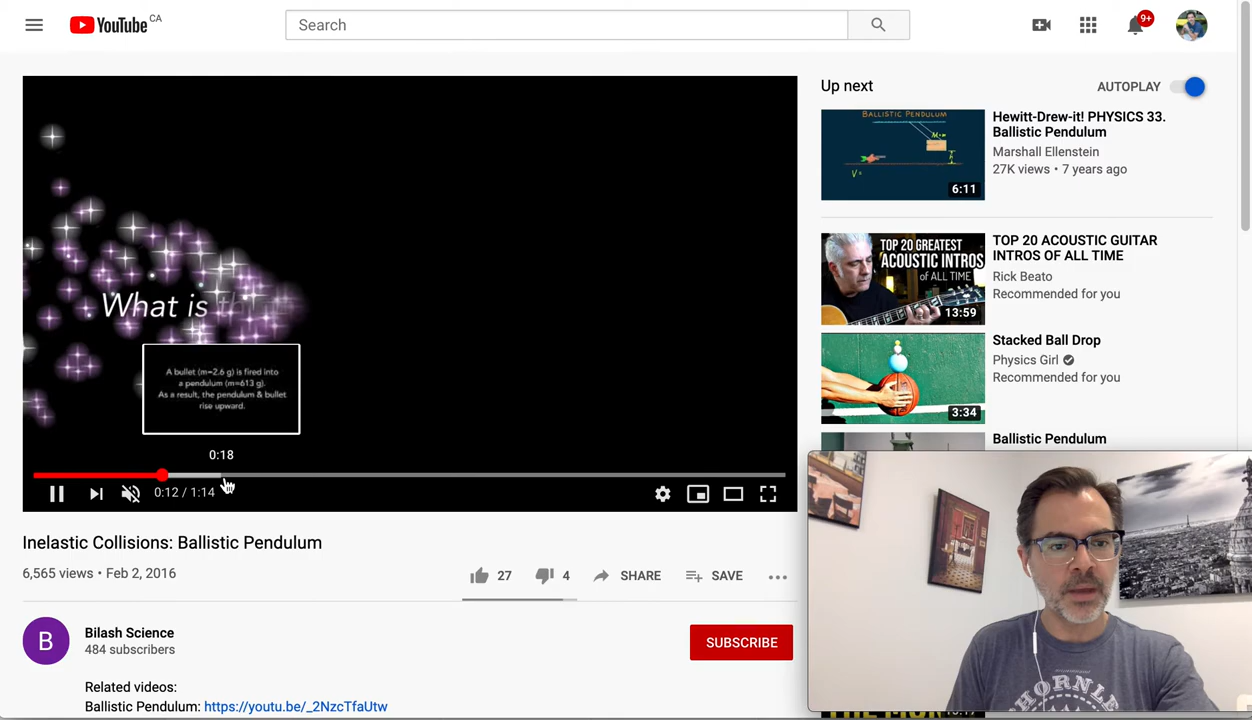 YouTube CA
Search
9+
Up next
AUTOPLAY
BALLISTIC PENDULUM
M+m
h
V=
6:11
Hewitt-Drew-it! PHYSICS 33.
Ballistic Pendulum
Marshall Ellenstein
27K views • 7 years ago
TOP 20 GREATEST
ACOUSTIC INTROS
of ALL TIME
13:59
TOP 20 ACOUSTIC GUITAR
INTROS OF ALL TIME
Rick Beato
Recommended for you
3:34
Stacked Ball Drop
Physics Girl
Recommended for you
Ballistic Pendulum
What is
A bullet (m=2.6 g) is fired into
a pendulum (m=613 g).
As a result, the pendulum & bullet
rise upward.
0:18
0:12 / 1:14
Inelastic Collisions: Ballistic Pendulum
6,565 views • Feb 2, 2016
27
4
SHARE
SAVE
B
Bilash Science
484 subscribers
SUBSCRIBE
Related videos:
Ballistic Pendulum: https://youtu.be/_2NzcTfaUtw